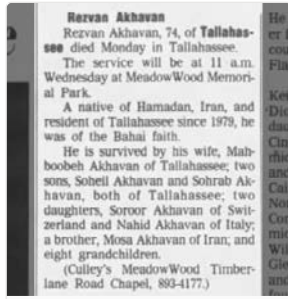 Rezvan Akhavan
Rezvan Akhavan, 74, of Tallahas-
see died Monday in Tallahassee.
The service will be at 11 a.m.
Wednesday at MeadowWood Memori-
al Park.
A native of Hamadan, Iran, and
resident of Tallahassee since 1979, he
was of the Bahai faith.
He is survived by his wife, Mah-
boobeh Akhavan of Tallahassee; two
sons, Soheil Akhavan and Sohrab Ak-
havan, both of Tallahassee; two
daughters, Soroor Akhavan of Swit-
zerland and Nahid Akhavan of Italy;
a brother, Mosa Akhavan of Iran; and
eight grandchildren.
(Culley's MeadowWood Timber-
lane Road Chapel, 893-4177.)